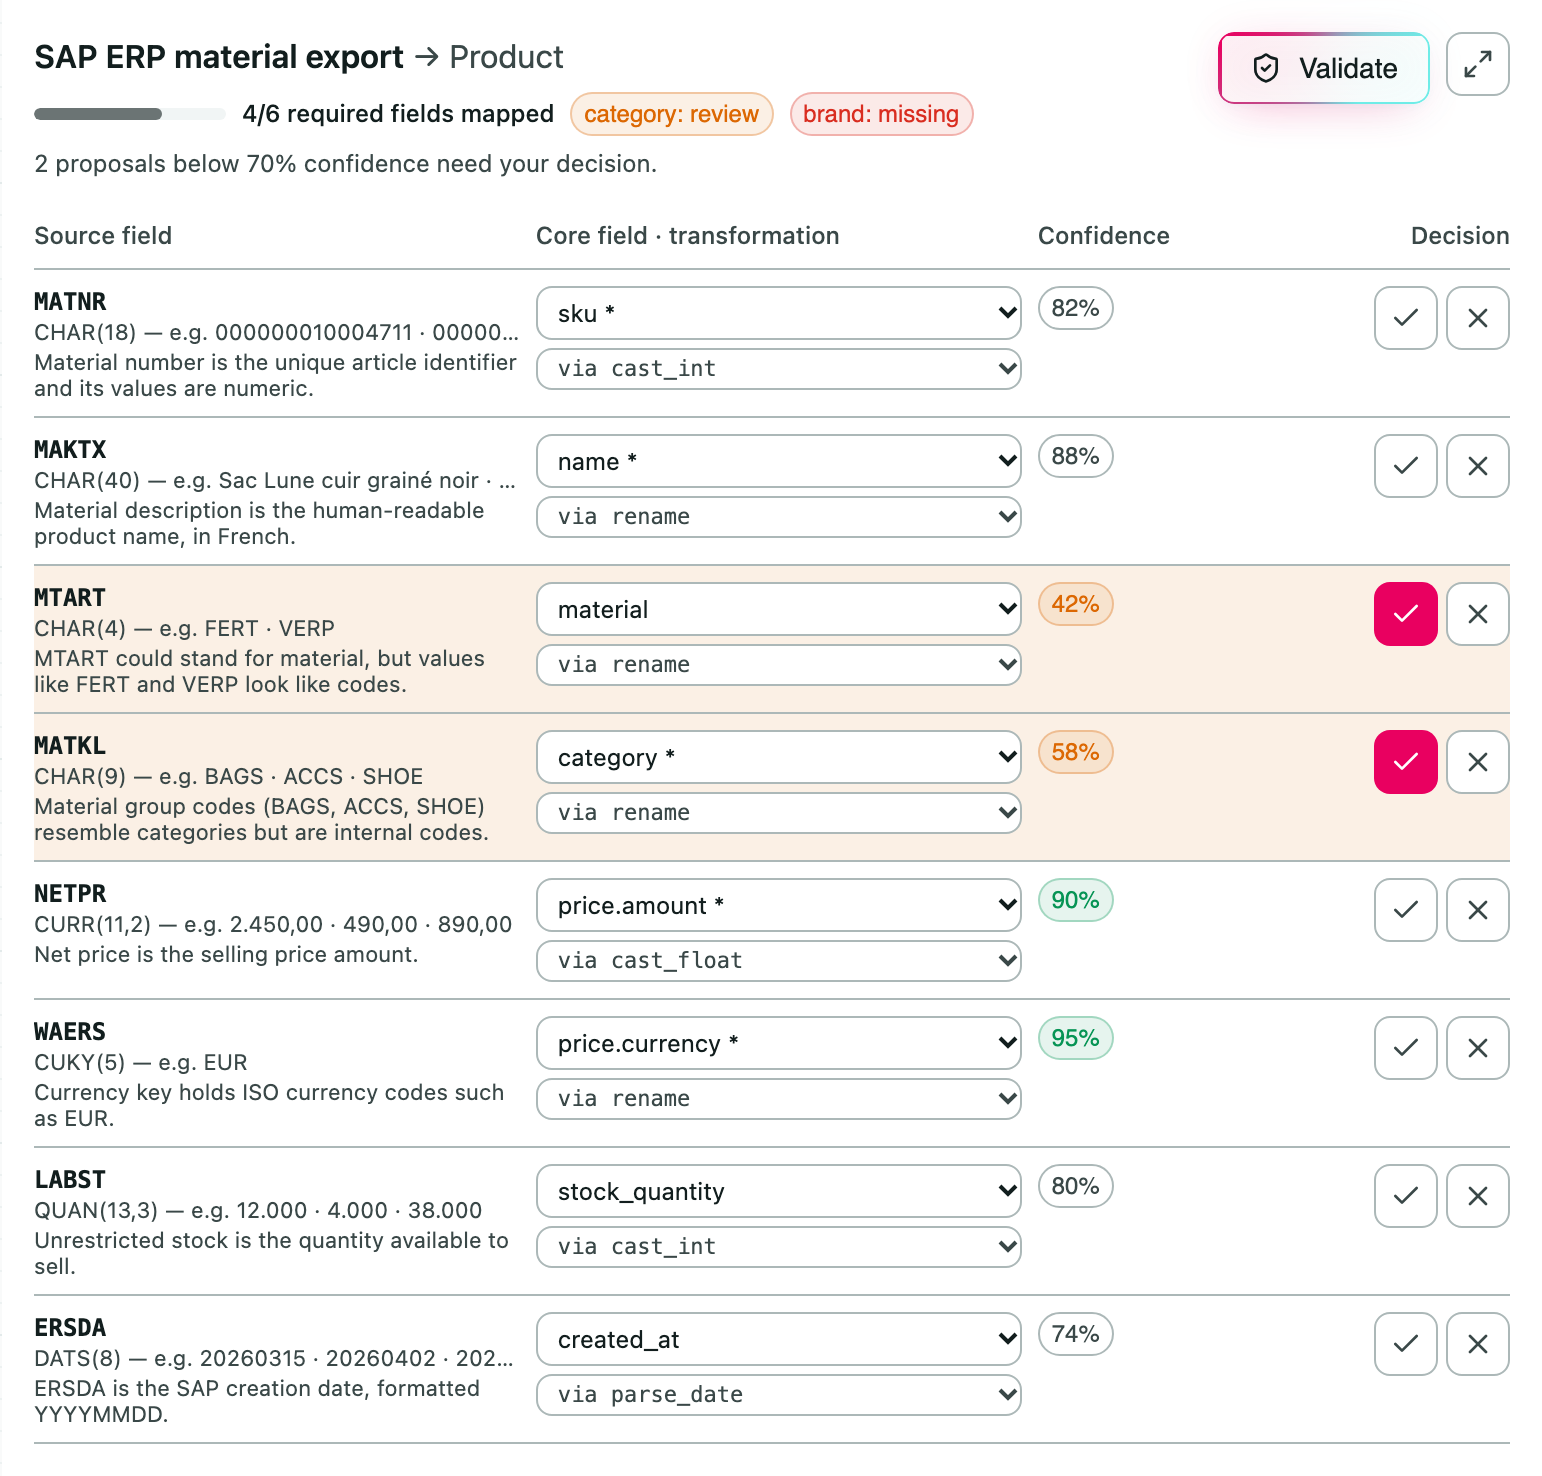 SAP ERP material export → Product
Validate
4/6 required fields mapped
category: review
brand: missing
2 proposals below 70% confidence need your decision.
Source field
Core field · transformation
Confidence
Decision
MATNR
CHAR(18) — e.g. 000000010004711 · 00000…
Material number is the unique article identifier
and its values are numeric.
sku *
via cast_int
82%
MAKTX
CHAR(40) — e.g. Sac Lune cuir grainé noir · …
Material description is the human-readable
product name, in French.
name *
via rename
88%
MTART
CHAR(4) — e.g. FERT · VERP
MTART could stand for material, but values
like FERT and VERP look like codes.
material
via rename
42%
MATKL
CHAR(9) — e.g. BAGS · ACCS · SHOE
Material group codes (BAGS, ACCS, SHOE)
resemble categories but are internal codes.
category *
via rename
58%
NETPR
CURR(11,2) — e.g. 2.450,00 · 490,00 · 890,00
Net price is the selling price amount.
price.amount *
via cast_float
90%
WAERS
CUKY(5) — e.g. EUR
Currency key holds ISO currency codes such
as EUR.
price.currency *
via rename
95%
LABST
QUAN(13,3) — e.g. 12.000 · 4.000 · 38.000
Unrestricted stock is the quantity available to
sell.
stock_quantity
via cast_int
80%
ERSDA
DATS(8) — e.g. 20260315 · 20260402 · 202…
ERSDA is the SAP creation date, formatted
YYYYMMDD.
created_at
via parse_date
74%